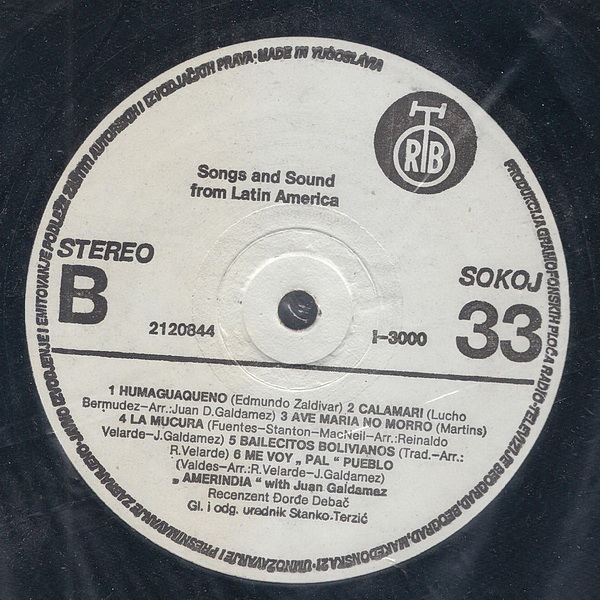 PRODUKCIJA GRAMOFONSKIH PLOČA RADIO-TELEVIZIJE BEOGRAD, BEOGRAD, MAKEDONSKA 21 · UMNOŽAVANJE I PRESNIMAVANJE ZABRANJENO · JAVNO IZVODJENJE I EMITOVANJE PODLEŽE ZAŠTITI AUTORSKIH I IZVODJAČKIH PRAVA · MADE IN YUGOSLAVIA
RTB
Songs and Sound
from Latin America
STEREO
B
SOKOJ
33
2120844
I-3000
1 HUMAGUAQUENO (Edmundo Zaldivar) 2 CALAMARI (Lucho
Bermudez-Arr.:Juan D.Galdamez) 3 AVE MARIA NO MORRO (Martins)
4 LA MUCURA (Fuentes-Stanton-MacNeil-Arr.:Reinaldo
Velarde-J.Galdamez) 5 BAILECITOS BOLIVIANOS (Trad.-Arr.:
R.Velarde) 6 ME VOY „ PAL “ PUEBLO
(Valdes-Arr.:R.Velarde-J.Galdamez)
„ AMERINDIA “ with Juan Galdamez
Recenzent Đorđe Debač
Gl. i odg. urednik Stanko Terzić